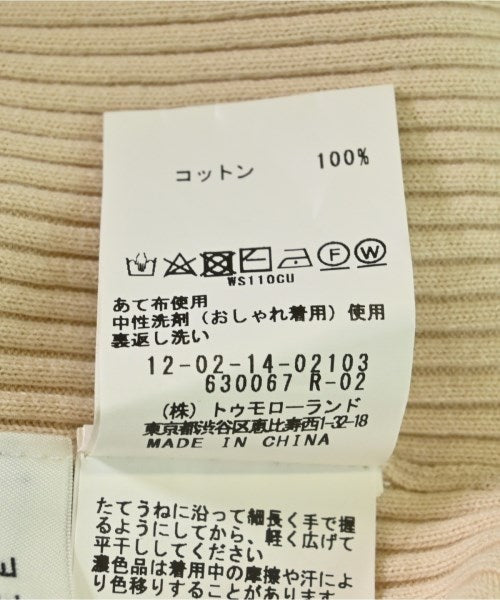 コットン 100%
F W
WS110CU
あて布使用
中性洗剤（おしゃれ着用）使用
裏返し洗い
12-02-14-02103
630067 R-02
（株）トゥモローランド
東京都渋谷区恵比寿西1-32-18
MADE IN CHINA
たてうねに沿って細長く手で握
るようにしてから、軽く広げて
平干ししてください
濃色品は着用中の摩擦や汗によ
り色移りすることがあります